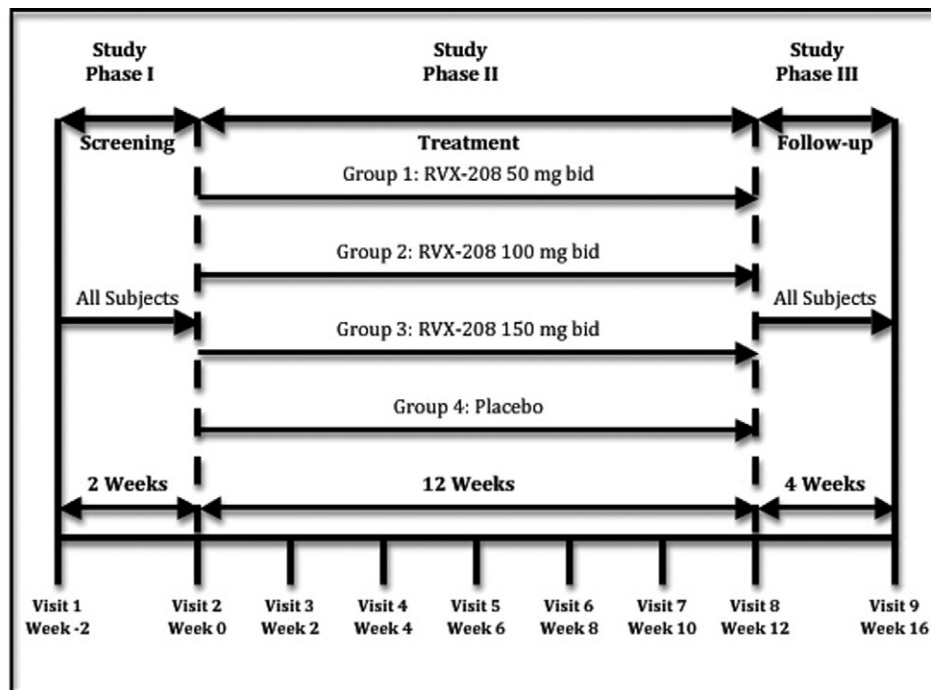 Study
Phase I
Study
Phase II
Study
Phase III
Screening
Treatment
Follow-up
Group 1: RVX-208 50 mg bid
Group 2: RVX-208 100 mg bid
All Subjects
All Subjects
Group 3: RVX-208 150 mg bid
Group 4: Placebo
2 Weeks
12 Weeks
4 Weeks
Visit 1
Week -2
Visit 2
Week 0
Visit 3
Week 2
Visit 4
Week 4
Visit 5
Week 6
Visit 6
Week 8
Visit 7
Week 10
Visit 8
Week 12
Visit 9
Week 16